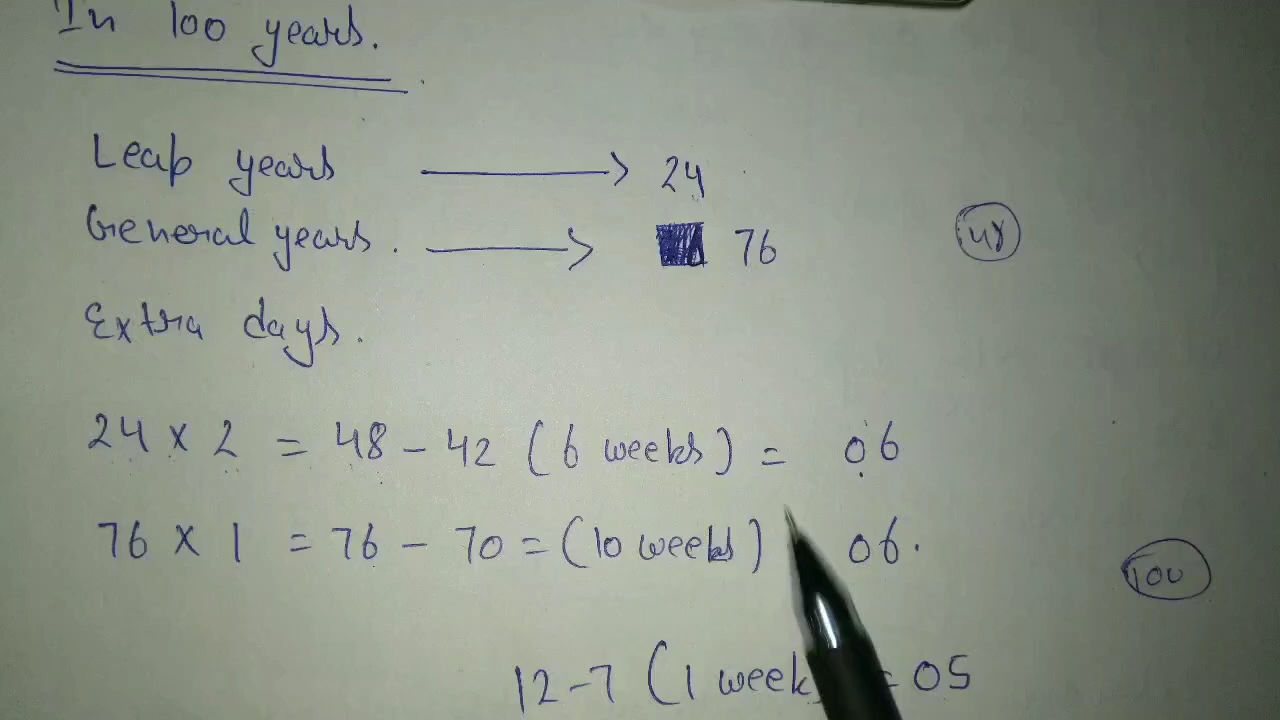 In 100 years.
Leap years → 24
General years. → 76
48
Extra days.
24 × 2 = 48 - 42 (6 weeks) = 06
76 × 1 = 76 - 70 = (10 weeks) 06.
100
12 - 7 (1 week = 05